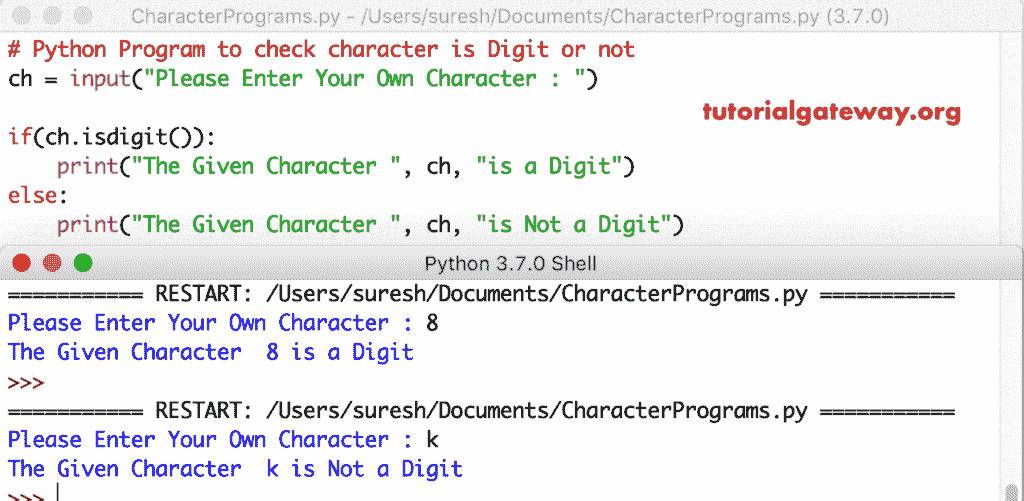 CharacterPrograms.py - /Users/suresh/Documents/CharacterPrograms.py (3.7.0)
# Python Program to check character is Digit or not
ch = input("Please Enter Your Own Character : ")
tutorialgateway.org
if(ch.isdigit()):
    print("The Given Character ", ch, "is a Digit")
else:
    print("The Given Character ", ch, "is Not a Digit")
Python 3.7.0 Shell
=========== RESTART: /Users/suresh/Documents/CharacterPrograms.py ===========
Please Enter Your Own Character : 8
The Given Character  8 is a Digit
>>>
=========== RESTART: /Users/suresh/Documents/CharacterPrograms.py ===========
Please Enter Your Own Character : k
The Given Character  k is Not a Digit
>>>